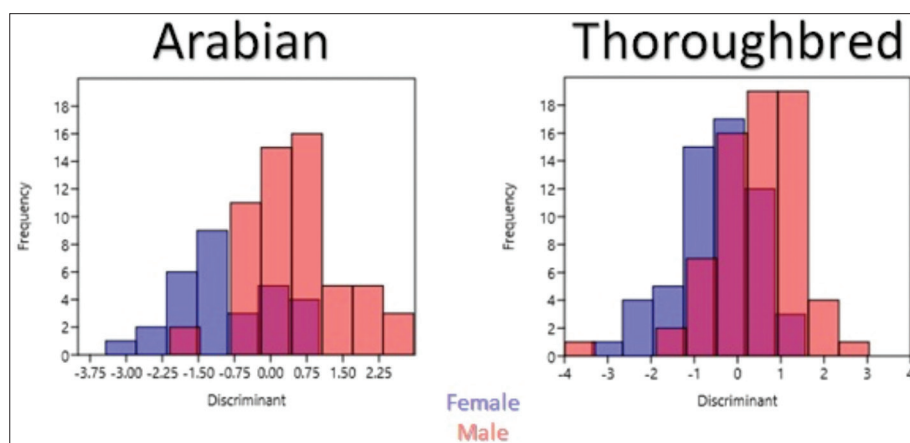 Arabian
Frequency
18
16
14
12
10
8
6
4
2
0
-3.75 -3.00 -2.25 -1.50 -0.75 0.00 0.75 1.50 2.25
Discriminant
Thoroughbred
Frequency
18
16
14
12
10
8
6
4
2
0
-4 -3 -2 -1 0 1 2 3 4
Discriminant
Female
Male